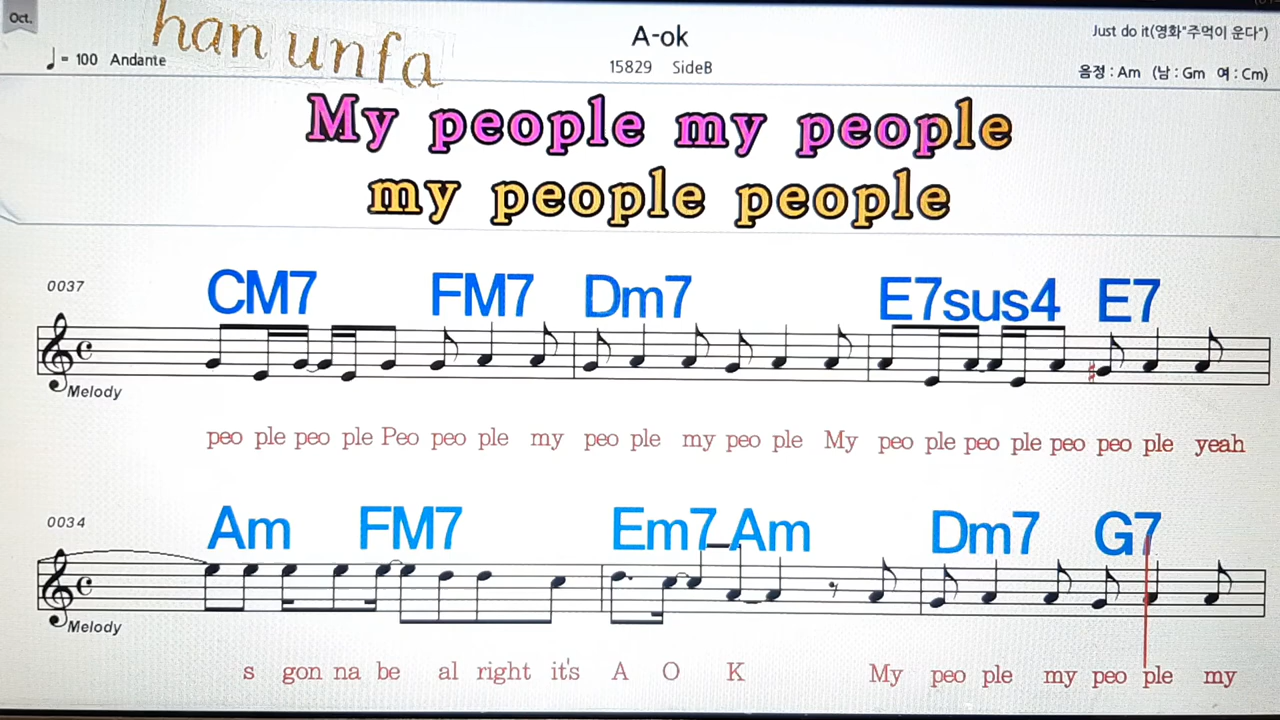 Oct.
han unfa
A-ok
Just do it(영화"주먹이 운다")
♩= 100 Andante
15829 SideB
음정 : Am (남 : Gm 여 : Cm)
My people my people
my people people
0037
CM7 FM7 Dm7 E7sus4 E7
Melody
peo ple peo ple Peo peo ple my peo ple my peo ple My peo ple peo ple peo peo ple yeah
0034
Am FM7 Em7 Am Dm7 G7
Melody
s gon na be al right it's A O K My peo ple my peo ple my